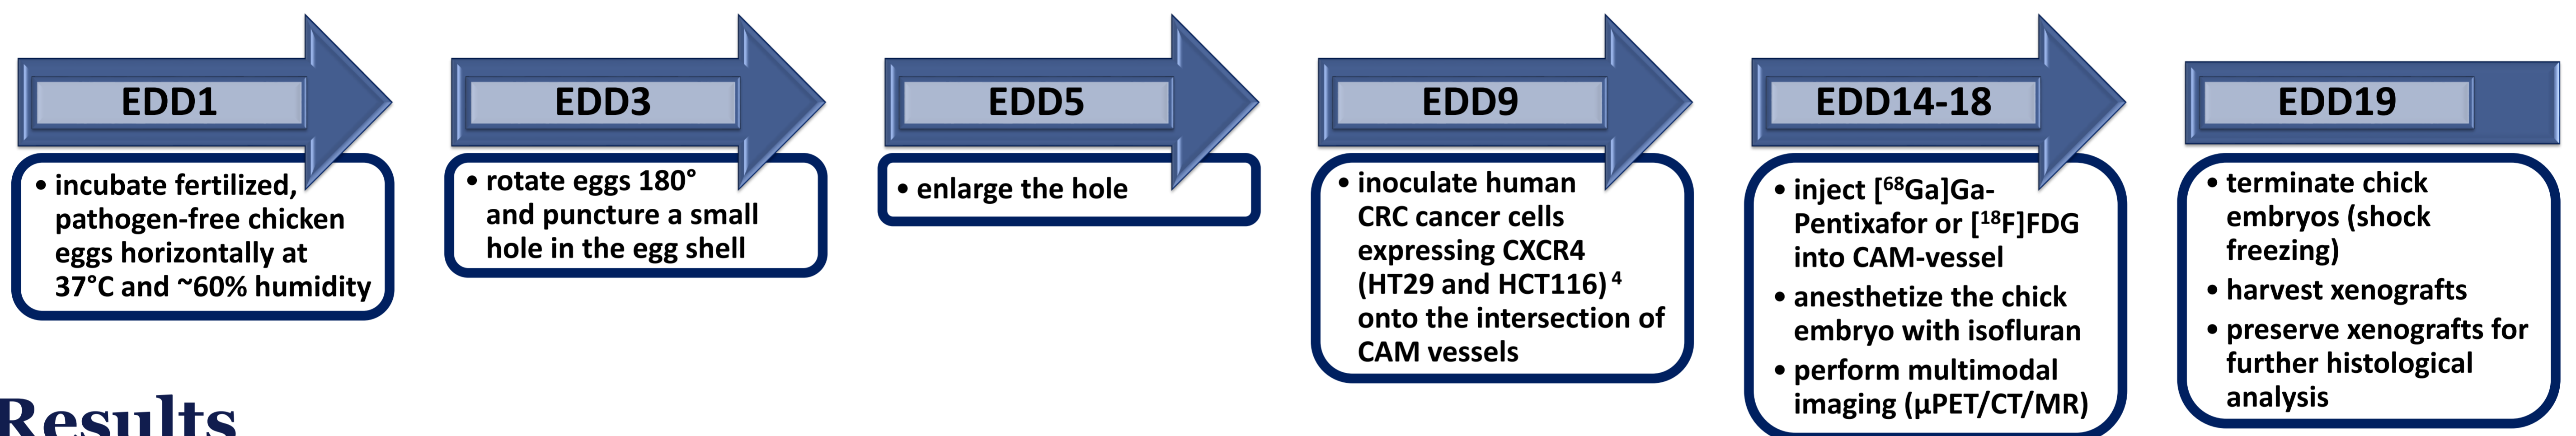 EDD1
• incubate fertilized,
pathogen-free chicken
eggs horizontally at
37°C and ~60% humidity
EDD3
• rotate eggs 180°
and puncture a small
hole in the egg shell
EDD5
• enlarge the hole
EDD9
• inoculate human
CRC cancer cells
expressing CXCR4
(HT29 and HCT116) ⁴
onto the intersection of
CAM vessels
EDD14-18
• inject [⁶⁸Ga]Ga-
Pentixafor or [¹⁸F]FDG
into CAM-vessel
• anesthetize the chick
embryo with isofluran
• perform multimodal
imaging (µPET/CT/MR)
EDD19
• terminate chick
embryos (shock
freezing)
• harvest xenografts
• preserve xenografts for
further histological
analysis
Results